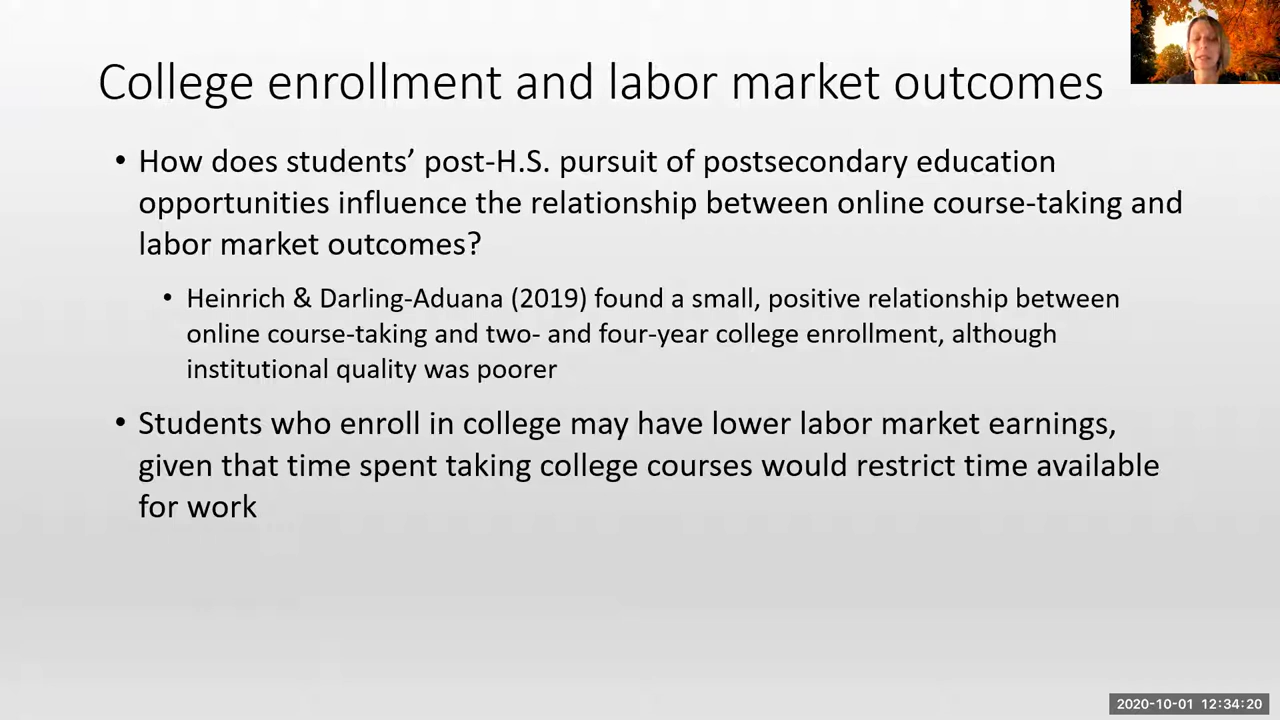 College enrollment and labor market outcomes
• How does students’ post-H.S. pursuit of postsecondary education
opportunities influence the relationship between online course-taking and
labor market outcomes?
• Heinrich & Darling-Aduana (2019) found a small, positive relationship between
online course-taking and two- and four-year college enrollment, although
institutional quality was poorer
• Students who enroll in college may have lower labor market earnings,
given that time spent taking college courses would restrict time available
for work
2020-10-01 12:34:20